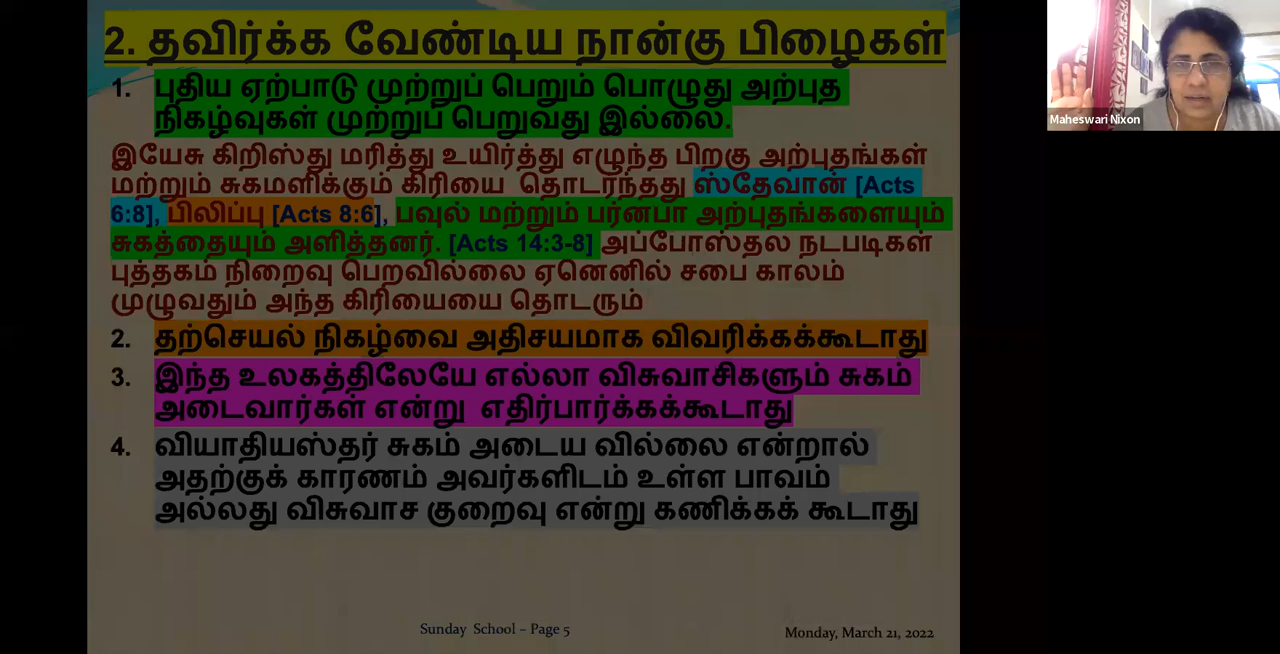 2. தவிர்க்க வேண்டிய நான்கு பிழைகள்
1. புதிய ஏற்பாடு முற்றுப் பெறும் பொழுது அற்புத
நிகழ்வுகள் முற்றுப் பெறுவது இல்லை.
இயேசு கிறிஸ்து மரித்து உயிர்த்து எழுந்த பிறகு அற்புதங்கள்
மற்றும் சுகமளிக்கும் கிரியை தொடர்ந்தது ஸ்தேவான் [Acts
6:8], பிலிப்பு [Acts 8:6], பவுல் மற்றும் பர்னபா அற்புதங்களையும்
சுகத்தையும் அளித்தனர். [Acts 14:3-8] அப்போஸ்தல நடபடிகள்
புத்தகம் நிறைவு பெறவில்லை ஏனெனில் சபை காலம்
முழுவதும் அந்த கிரியையை தொடரும்
2. தற்செயல் நிகழ்வை அதிசயமாக விவரிக்கக்கூடாது
3. இந்த உலகத்திலேயே எல்லா விசுவாசிகளும் சுகம்
அடைவார்கள் என்று எதிர்பார்க்கக்கூடாது
4. வியாதியஸ்தர் சுகம் அடைய வில்லை என்றால்
அதற்குக் காரணம் அவர்களிடம் உள்ள பாவம்
அல்லது விசுவாச குறைவு என்று கணிக்கக் கூடாது
Sunday School – Page 5
Monday, March 21, 2022
Maheswari Nixon